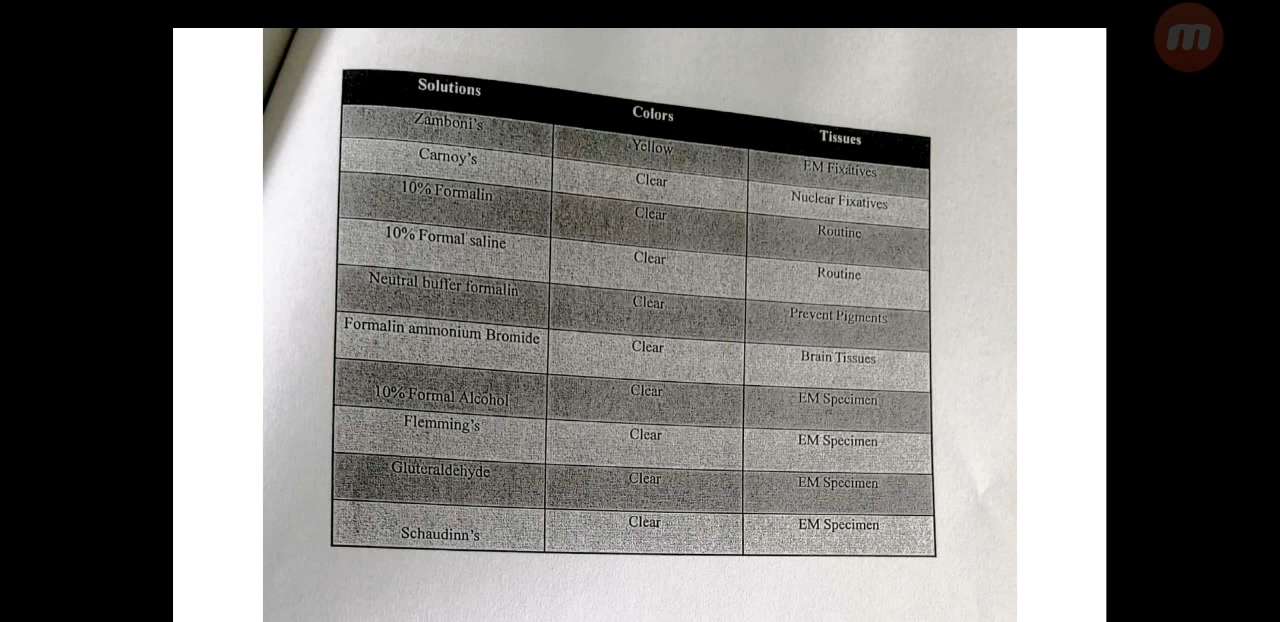 Solutions Colors Tissues
Zamboni's Yellow EM Fixatives
Carnoy's Clear Nuclear Fixatives
10% Formalin Clear Routine
10% Formal saline Clear Routine
Neutral buffer formalin Clear Prevent Pigments
Formalin ammonium Bromide Clear Brain Tissues
10% Formal Alcohol Clear EM Specimen
Flemming's Clear EM Specimen
Gluteraldehyde Clear EM Specimen
Schaudinn's Clear EM Specimen
m